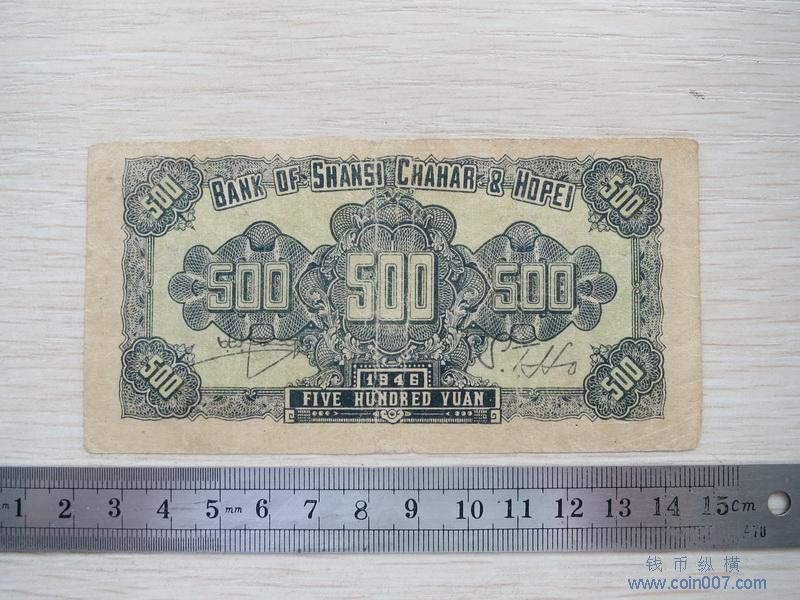 BANK OF SHANSI CHAHAR & HOPEI
500 500
500 500 500
1946
500 500
FIVE HUNDRED YUAN
1 2 3 4 5 mm 6 7 8 9 10 11 12 13 14 15 cm
钱币纵横
www.coin007.com